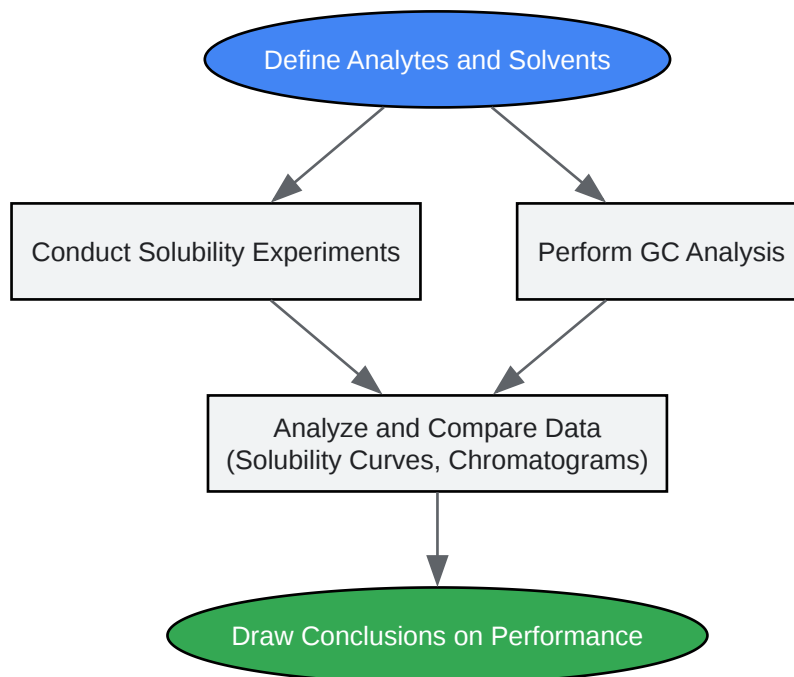 Define Analytes and Solvents
Conduct Solubility Experiments
Perform GC Analysis
Analyze and Compare Data
(Solubility Curves, Chromatograms)
Draw Conclusions on Performance